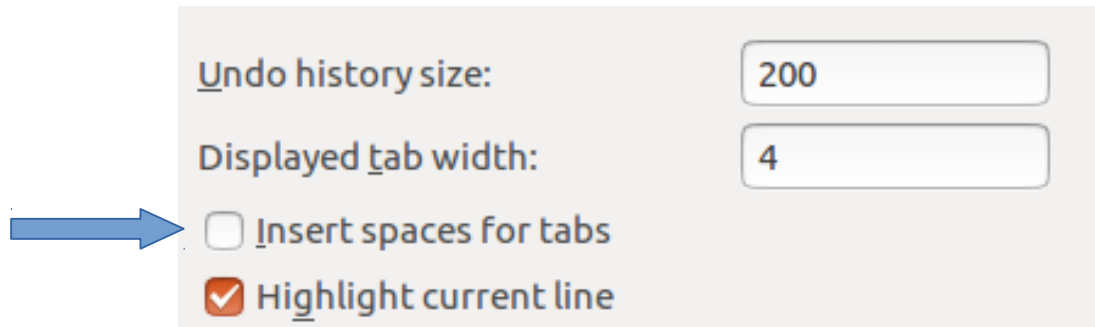 Undo history size: 200
Displayed tab width: 4
Insert spaces for tabs
Highlight current line